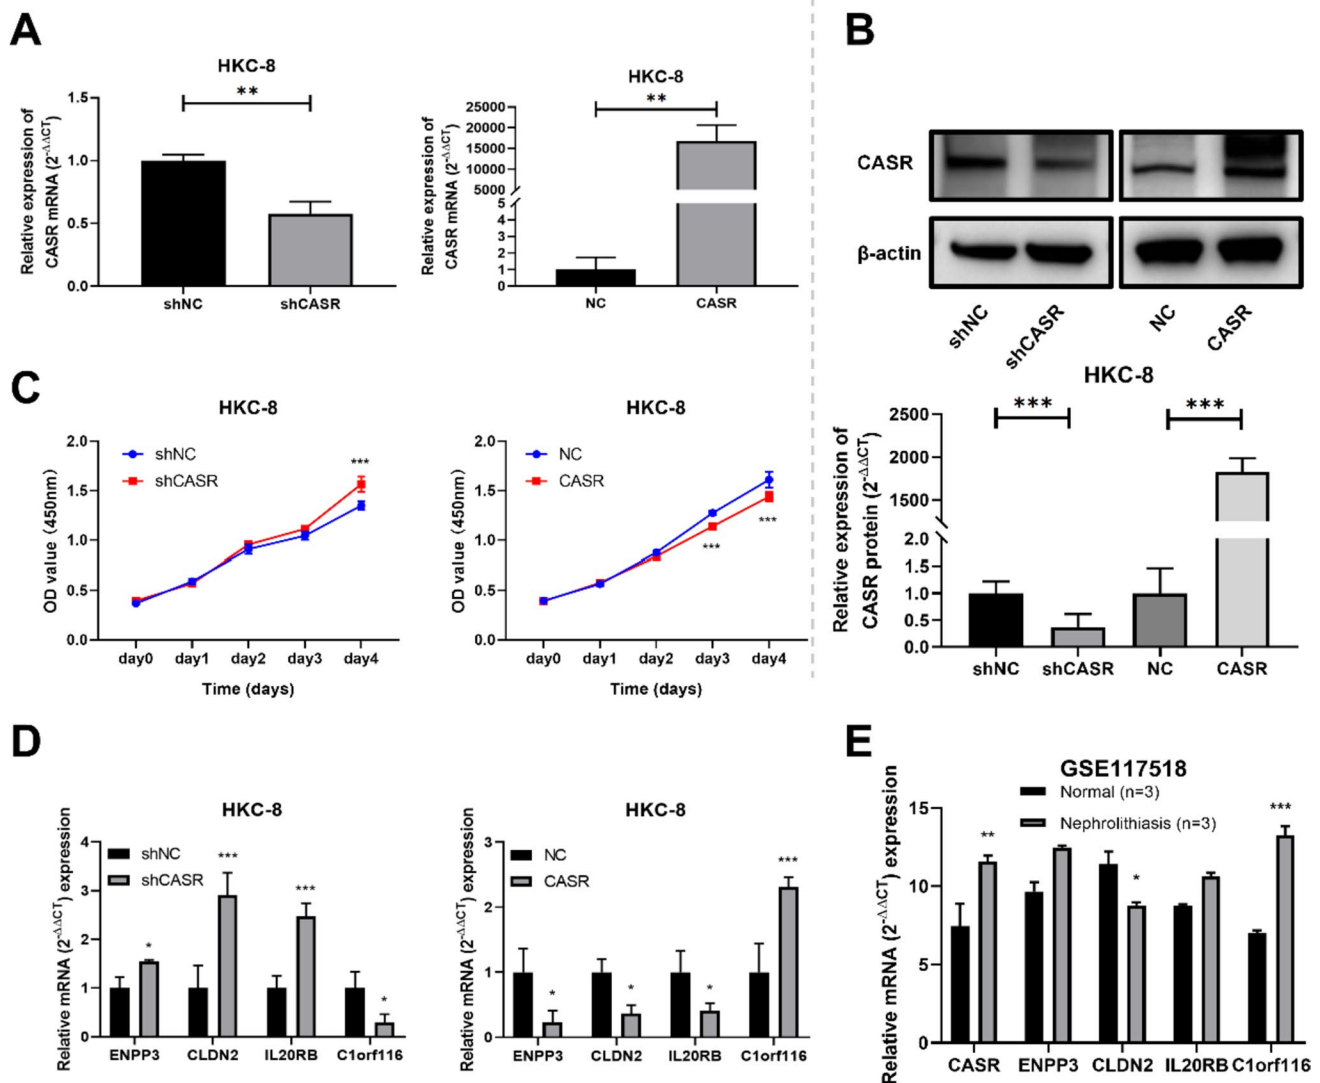 A
HKC-8
**
Relative expression of
CASR mRNA (2-ΔΔCT)
1.5
1.0
0.5
0.0
shNC
shCASR
HKC-8
**
Relative expression of
CASR mRNA (2-ΔΔCT)
25000
20000
15000
10000
5000
5
4
3
2
1
0
NC
CASR
B
CASR
β-actin
shNC
shCASR
NC
CASR
HKC-8
***
***
Relative expression of
CASR protein (2-ΔΔCT)
2500
2000
1500
2.0
1.5
1.0
0.5
0.0
shNC
shCASR
NC
CASR
C
HKC-8
shNC
shCASR
***
OD value (450nm)
2.0
1.5
1.0
0.5
0.0
day0
day1
day2
day3
day4
Time (days)
HKC-8
NC
CASR
***
***
OD value (450nm)
2.0
1.5
1.0
0.5
0.0
day0
day1
day2
day3
day4
Time (days)
D
HKC-8
shNC
shCASR
Relative mRNA (2-ΔΔCT) expression
4
3
2
1
0
*
***
***
*
ENPP3
CLDN2
IL20RB
C1orf116
HKC-8
NC
CASR
Relative mRNA (2-ΔΔCT) expression
3
2
1
0
*
*
*
***
ENPP3
CLDN2
IL20RB
C1orf116
E
GSE117518
Normal (n=3)
Nephrolithiasis (n=3)
Relative mRNA (2-ΔΔCT) expression
15
10
5
0
**
*
***
CASR
ENPP3
CLDN2
IL20RB
C1orf116